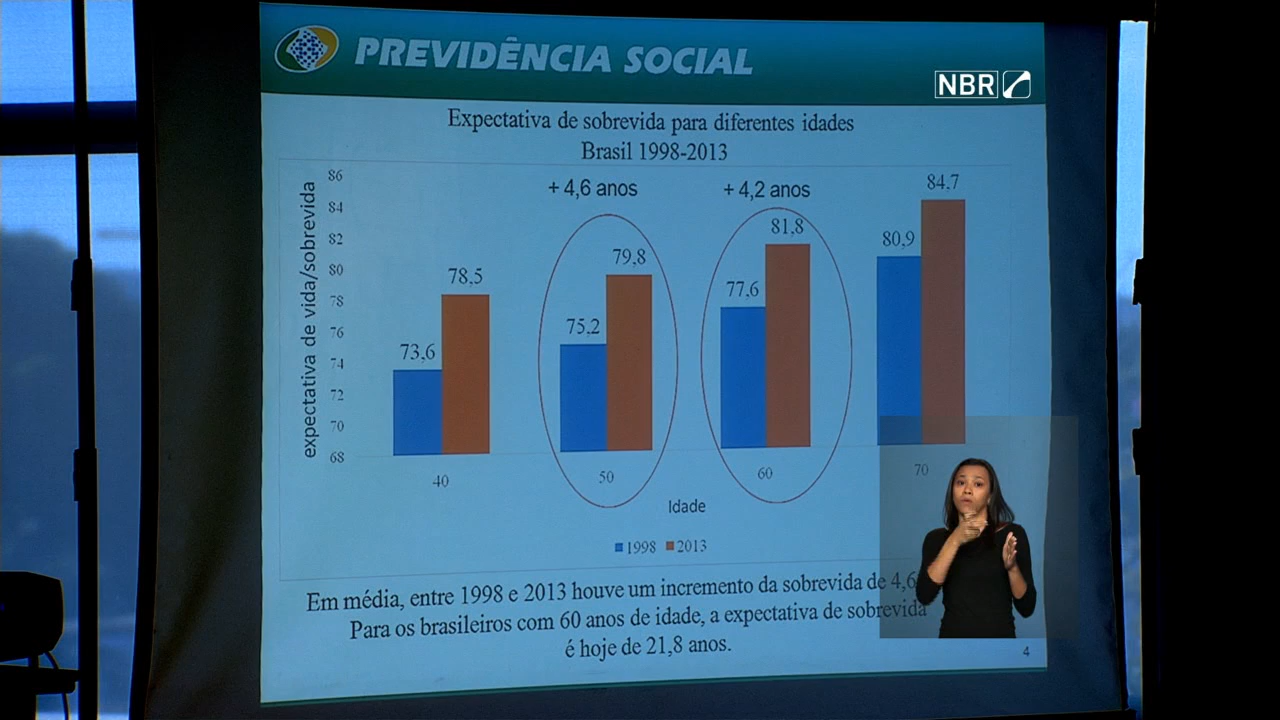 PREVIDÊNCIA SOCIAL
NBR
Expectativa de sobrevida para diferentes idades
Brasil 1998-2013
expectativa de vida/sobrevida
86
84
82
80
78
76
74
72
70
68
+ 4,6 anos
+ 4,2 anos
73,6
78,5
75,2
79,8
77,6
81,8
80,9
84,7
40
50
60
70
Idade
1998 2013
Em média, entre 1998 e 2013 houve um incremento da sobrevida de 4,6
Para os brasileiros com 60 anos de idade, a expectativa de sobrevida
é hoje de 21,8 anos.
4